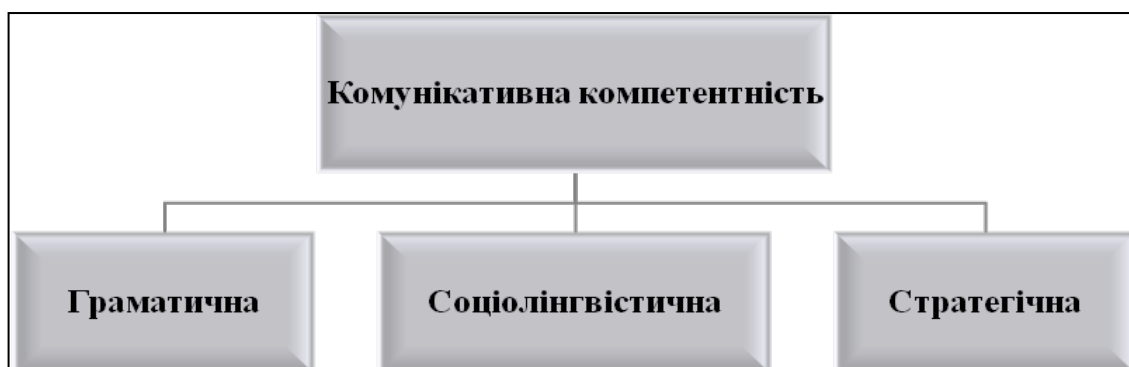 Комунікативна компетентність
Граматична
Соціолінгвістична
Стратегічна